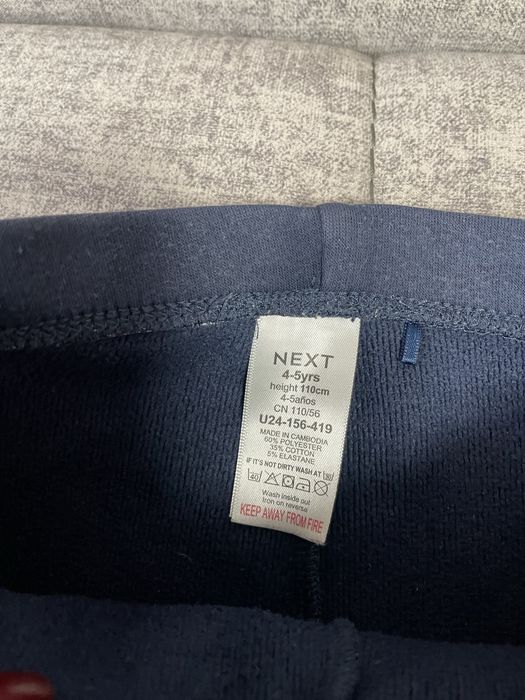 NEXT
4-5yrs
height 110cm
4-5años
CN 110/56
U24-156-419
MADE IN CAMBODIA
60% POLYESTER
35% COTTON
5% ELASTANE
IF IT'S NOT DIRTY WASH AT 30
40
Wash inside out
Iron on reverse
KEEP AWAY FROM FIRE